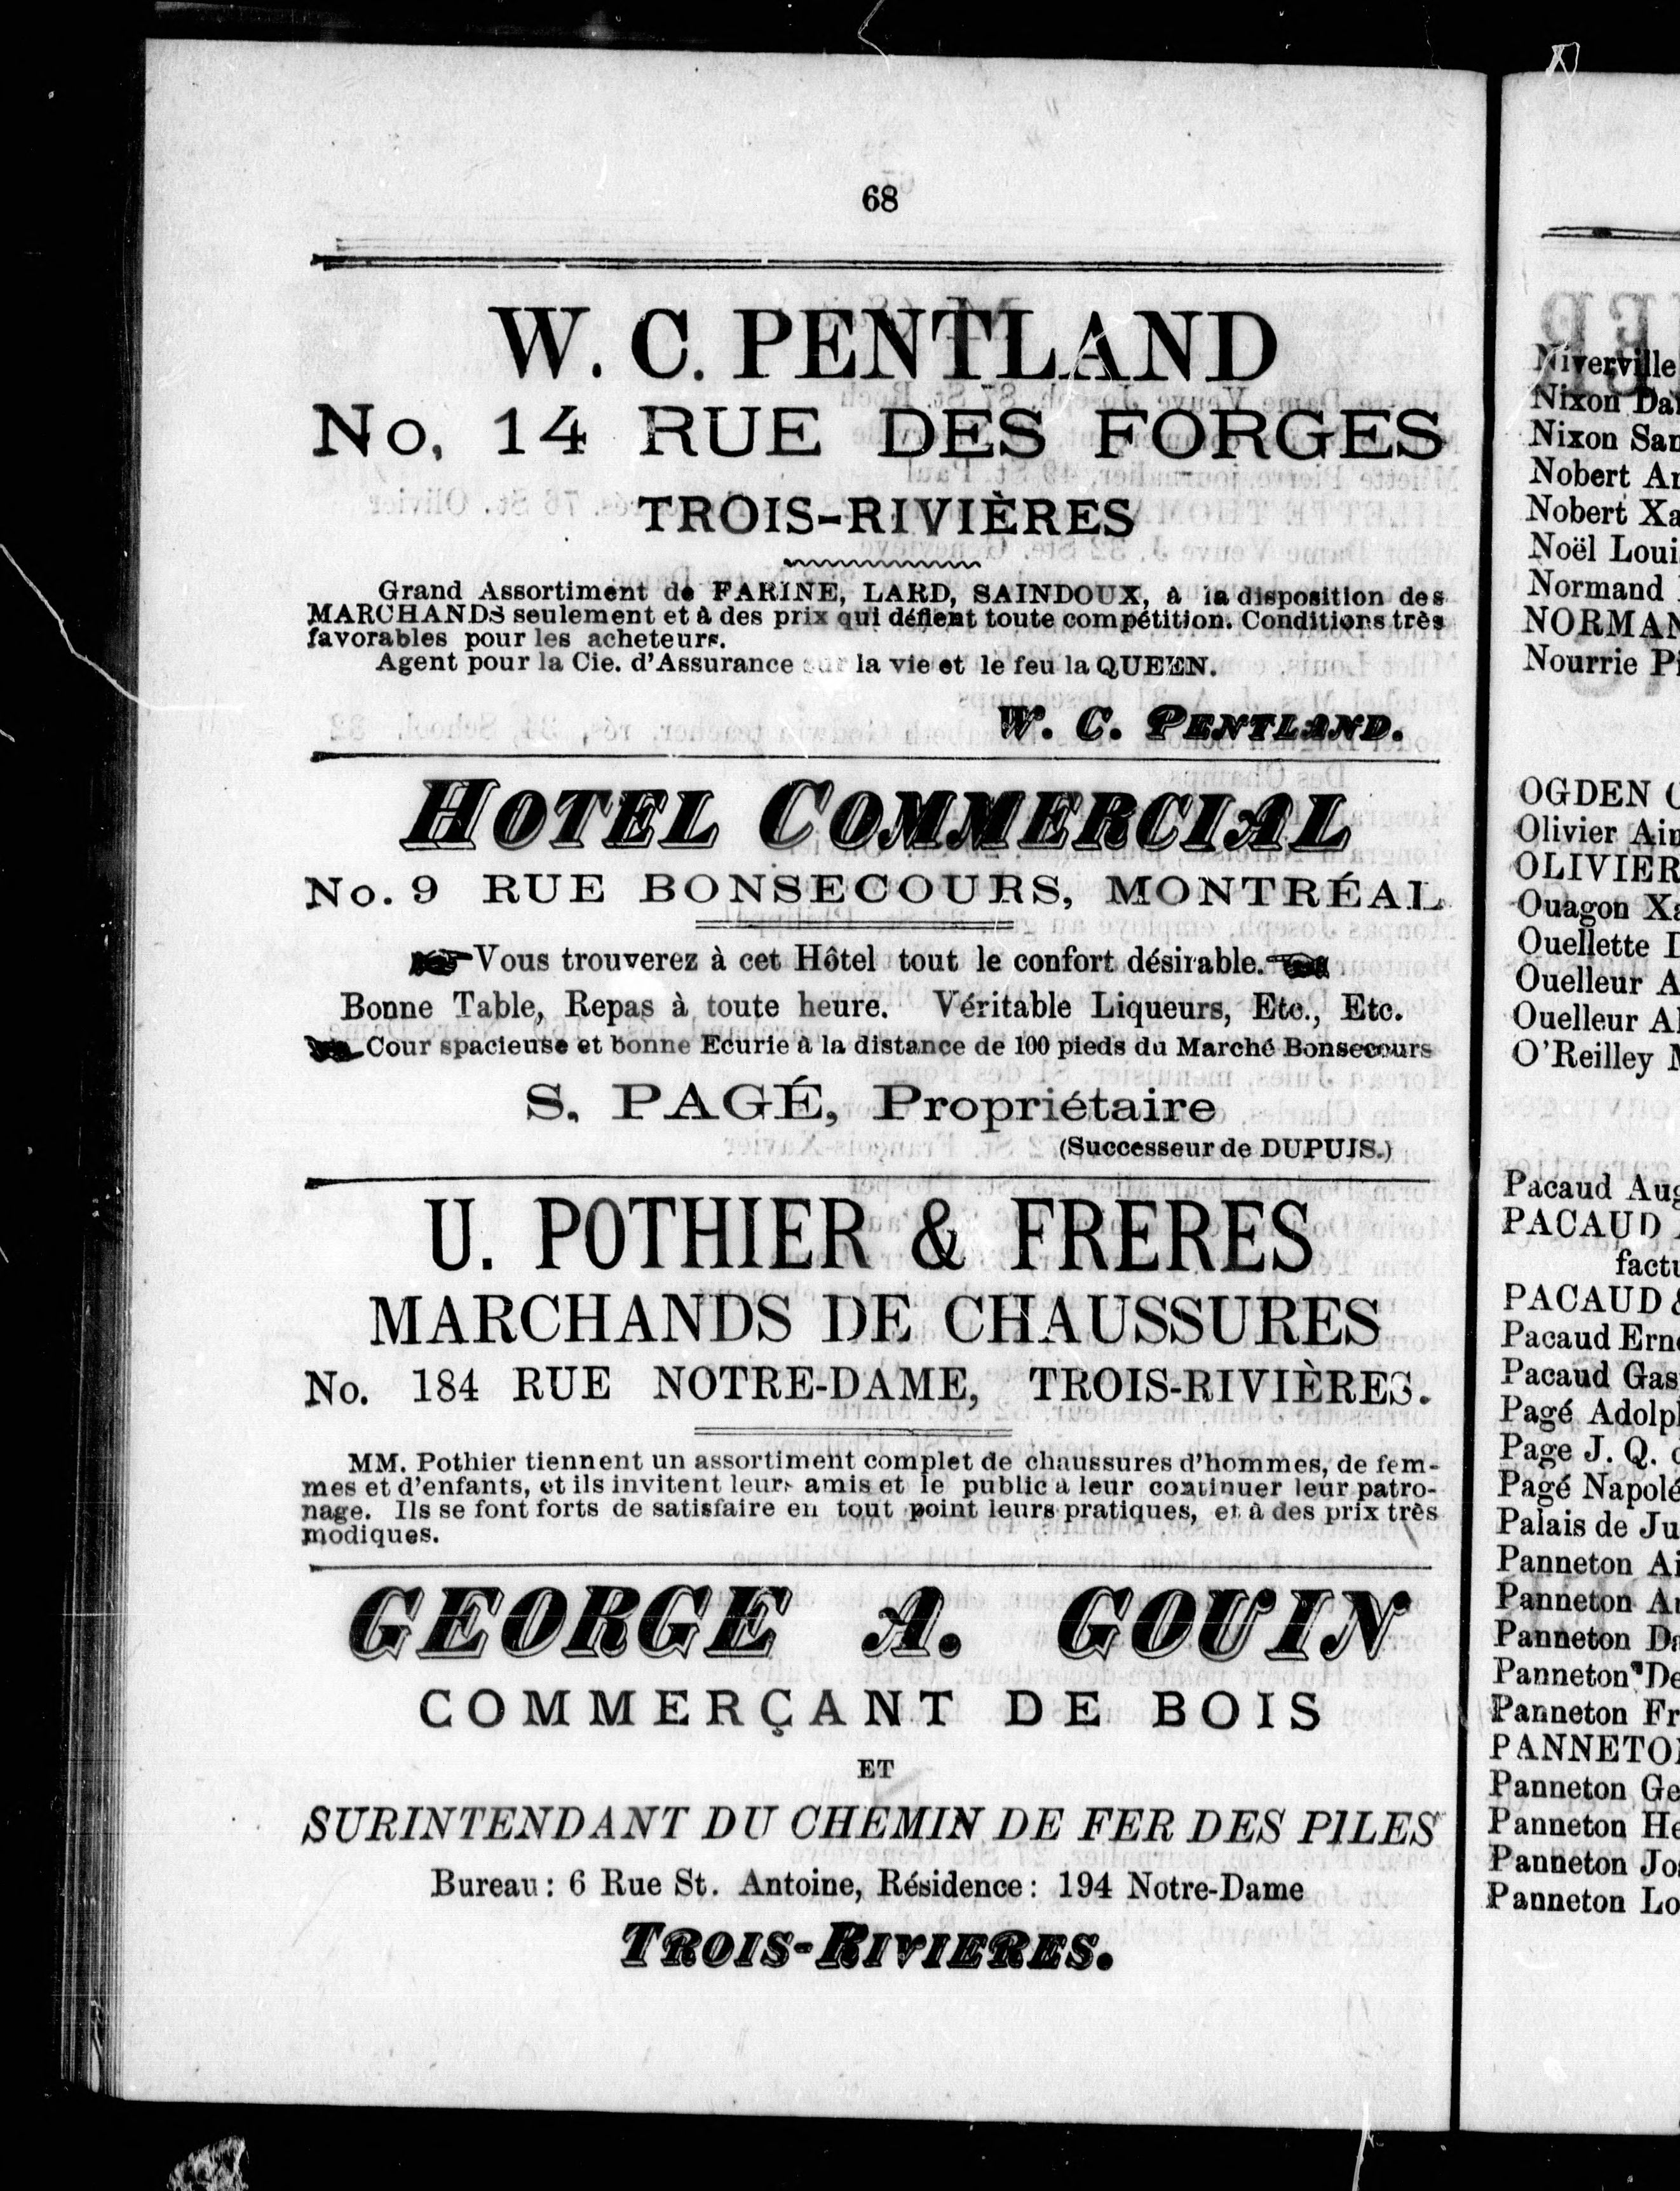 68
W. C. PENTLAND
No. 14 RUE DES FORGES
TROIS-RIVIÈRES
Grand Assortiment de FARINE, LARD, SAINDOUX, à la disposition des
MARCHANDS seulement et à des prix qui défient toute compétition. Conditions très
favorables pour les acheteurs.
Agent pour la Cie. d'Assurance sur la vie et le feu la QUEEN.
W. C. PENTLAND.
HOTEL COMMERCIAL
No. 9 RUE BONSECOURS, MONTRÉAL
Vous trouverez à cet Hôtel tout le confort désirable.
Bonne Table, Repas à toute heure. Véritable Liqueurs, Etc., Etc.
Cour spacieuse et bonne Ecurie à la distance de 100 pieds du Marché Bonsecours
S. PAGÉ, Propriétaire
(Successeur de DUPUIS.)
U. POTHIER & FRERES
MARCHANDS DE CHAUSSURES
No. 184 RUE NOTRE-DAME, TROIS-RIVIÈRES.
MM. Pothier tiennent un assortiment complet de chaussures d'hommes, de fem-
mes et d'enfants, et ils invitent leurs amis et le public à leur continuer leur patro-
nage. Ils se font forts de satisfaire en tout point leurs pratiques, et à des prix très
modiques.
GEORGE A. GOUIN
COMMERÇANT DE BOIS
ET
SURINTENDANT DU CHEMIN DE FER DES PILES
Bureau: 6 Rue St. Antoine, Résidence: 194 Notre-Dame
TROIS-RIVIERES.
Niverville
Nixon
Nixon
Nobert
Nobert
Noël
Normand
Nourrie
OGDEN
Olivier
OLIVIER
Ouagon
Ouellette
Ouelleur
Ouelleur
O'Reilley
Pacaud
PACAUD
PACAUD
Pacaud
Pacaud
Pagé
Page J. Q.
Pagé
Palais de
Panneton
Panneton
Panneton
Panneton
Panneton
Panneton
Panneton
Panneton
Panneton